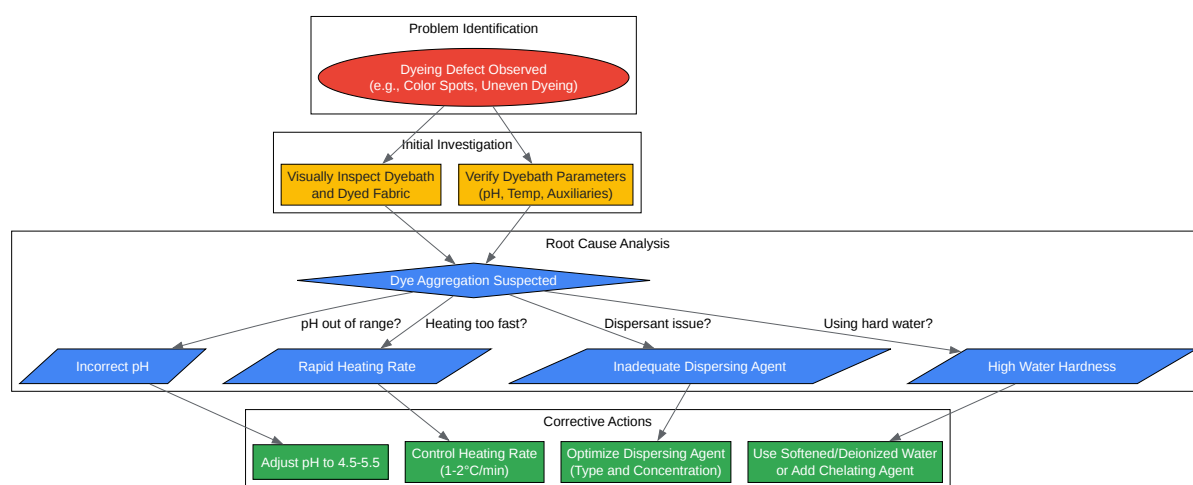 Problem Identification
Dyeing Defect Observed
(e.g., Color Spots, Uneven Dyeing)
Initial Investigation
Visually Inspect Dyebath
and Dyed Fabric
Verify Dyebath Parameters
(pH, Temp, Auxiliaries)
Root Cause Analysis
Dye Aggregation Suspected
pH out of range?
Heating too fast?
Dispersant issue?
Using hard water?
Incorrect pH
Rapid Heating Rate
Inadequate Dispersing Agent
High Water Hardness
Corrective Actions
Adjust pH to 4.5-5.5
Control Heating Rate
(1-2°C/min)
Optimize Dispersing Agent
(Type and Concentration)
Use Softened/Deionized Water
or Add Chelating Agent